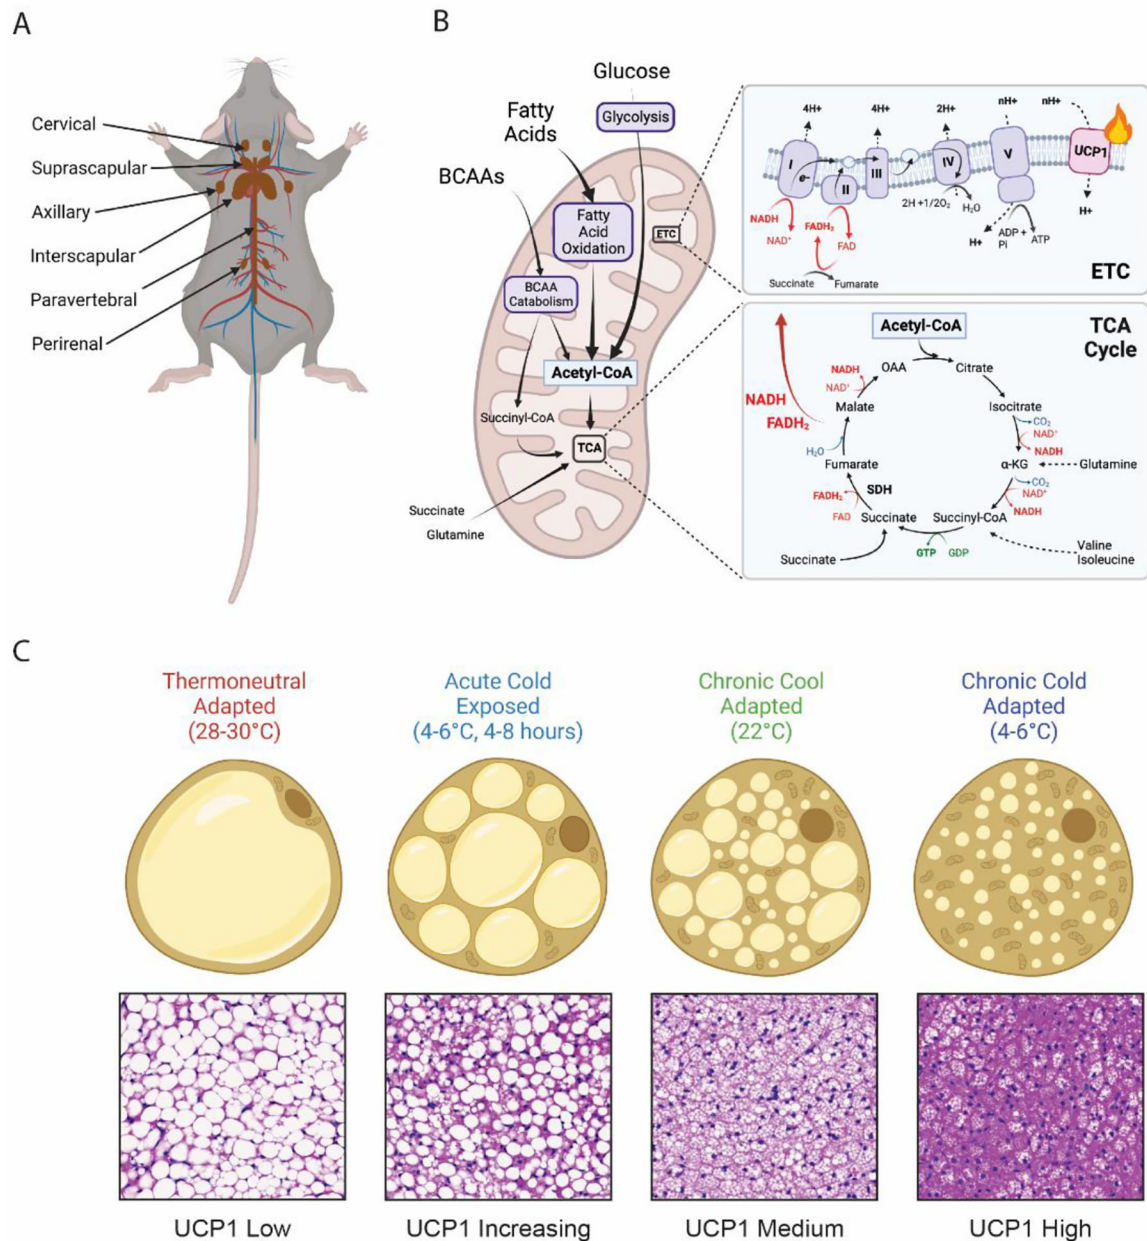 A
Cervical
Suprascapular
Axillary
Interscapular
Paravertebral
Perirenal
B
Glucose
Glycolysis
Fatty
Acids
BCAAs
Fatty
Acid
Oxidation
ETC
BCAA
Catabolism
Acetyl-CoA
Succinyl-CoA
TCA
Succinate
Glutamine
4H+
4H+
2H+
nH+
nH+
I
e-
II
III
IV
V
UCP1
2H +1/2O₂
H₂O
NADH
NAD⁺
FADH₂
FAD
H+
ADP +
Pi
ATP
H+
Succinate
Fumarate
ETC
TCA
Cycle
Acetyl-CoA
OAA
Citrate
NADH
NAD⁺
Malate
Isocitrate
CO₂
NAD⁺
NADH
NADH
FADH₂
H₂O
Fumarate
α-KG
Glutamine
CO₂
NAD⁺
NADH
FADH₂
SDH
FAD
Succinate
Succinyl-CoA
GTP
GDP
Succinate
Valine
Isoleucine
C
Thermoneutral
Adapted
(28-30°C)
Acute Cold
Exposed
(4-6°C, 4-8 hours)
Chronic Cool
Adapted
(22°C)
Chronic Cold
Adapted
(4-6°C)
UCP1 Low
UCP1 Increasing
UCP1 Medium
UCP1 High